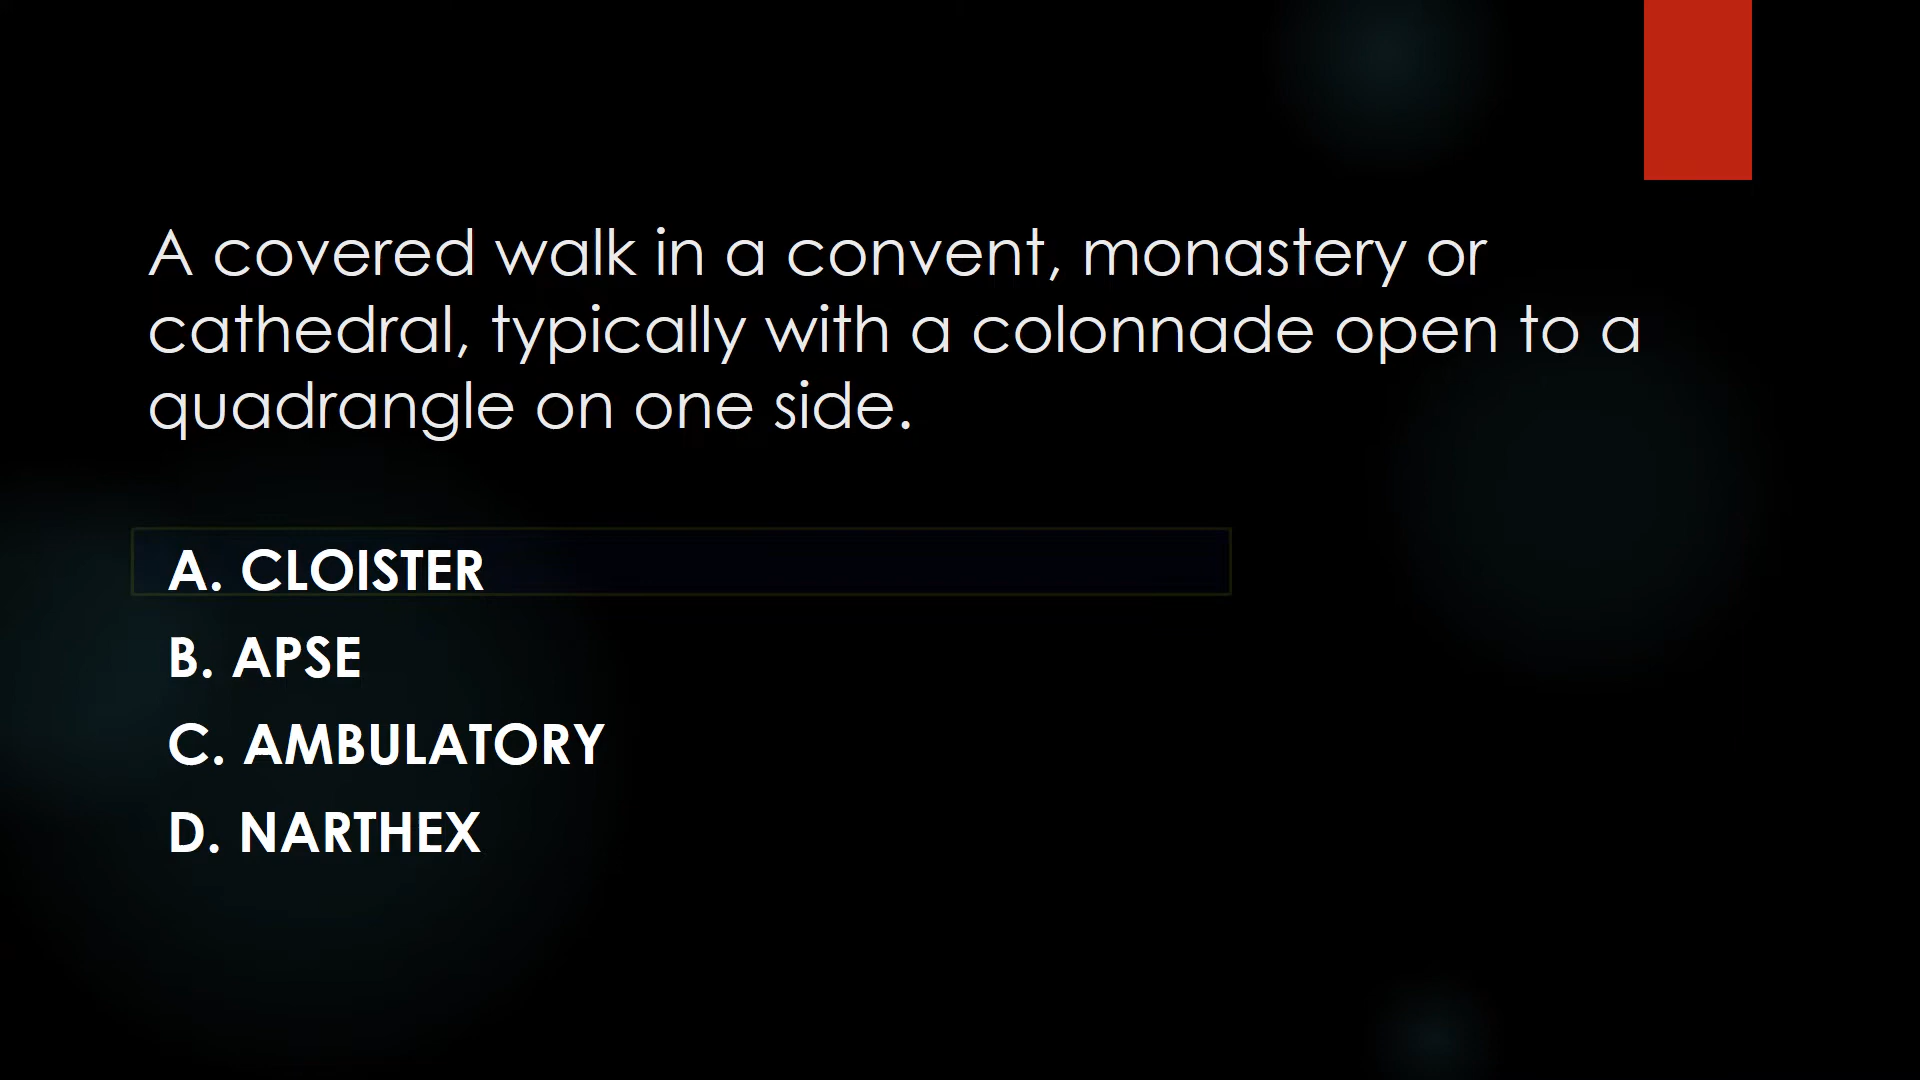 A covered walk in a convent, monastery or
cathedral, typically with a colonnade open to a
quadrangle on one side.
A. CLOISTER
B. APSE
C. AMBULATORY
D. NARTHEX